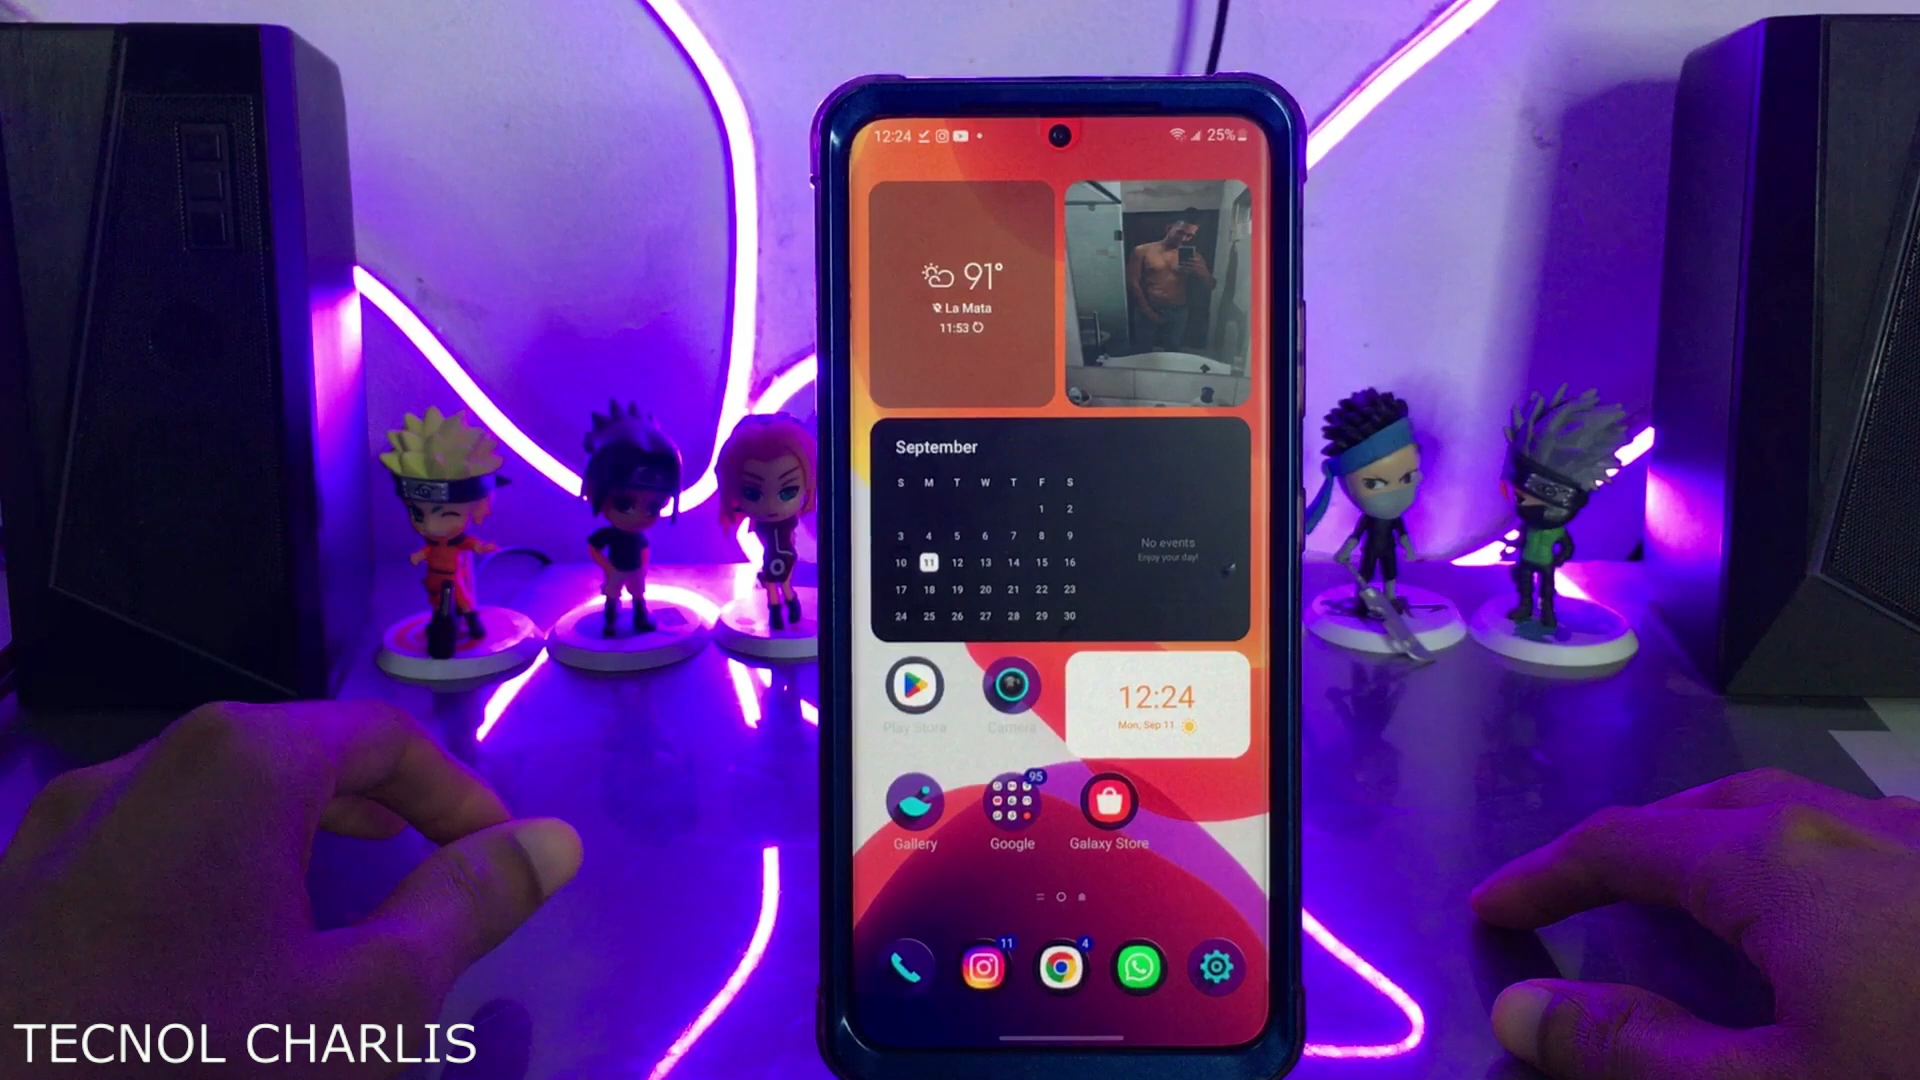 12:24
25%
91°
La Mata
11:53
September
S M T W T F S
1 2
3 4 5 6 7 8 9
10 11 12 13 14 15 16
17 18 19 20 21 22 23
24 25 26 27 28 29 30
No events
Enjoy your day!
Play Store
Camera
12:24
Mon, Sep 11
95
Gallery
Google
Galaxy Store
11
4
TECNOL CHARLIS